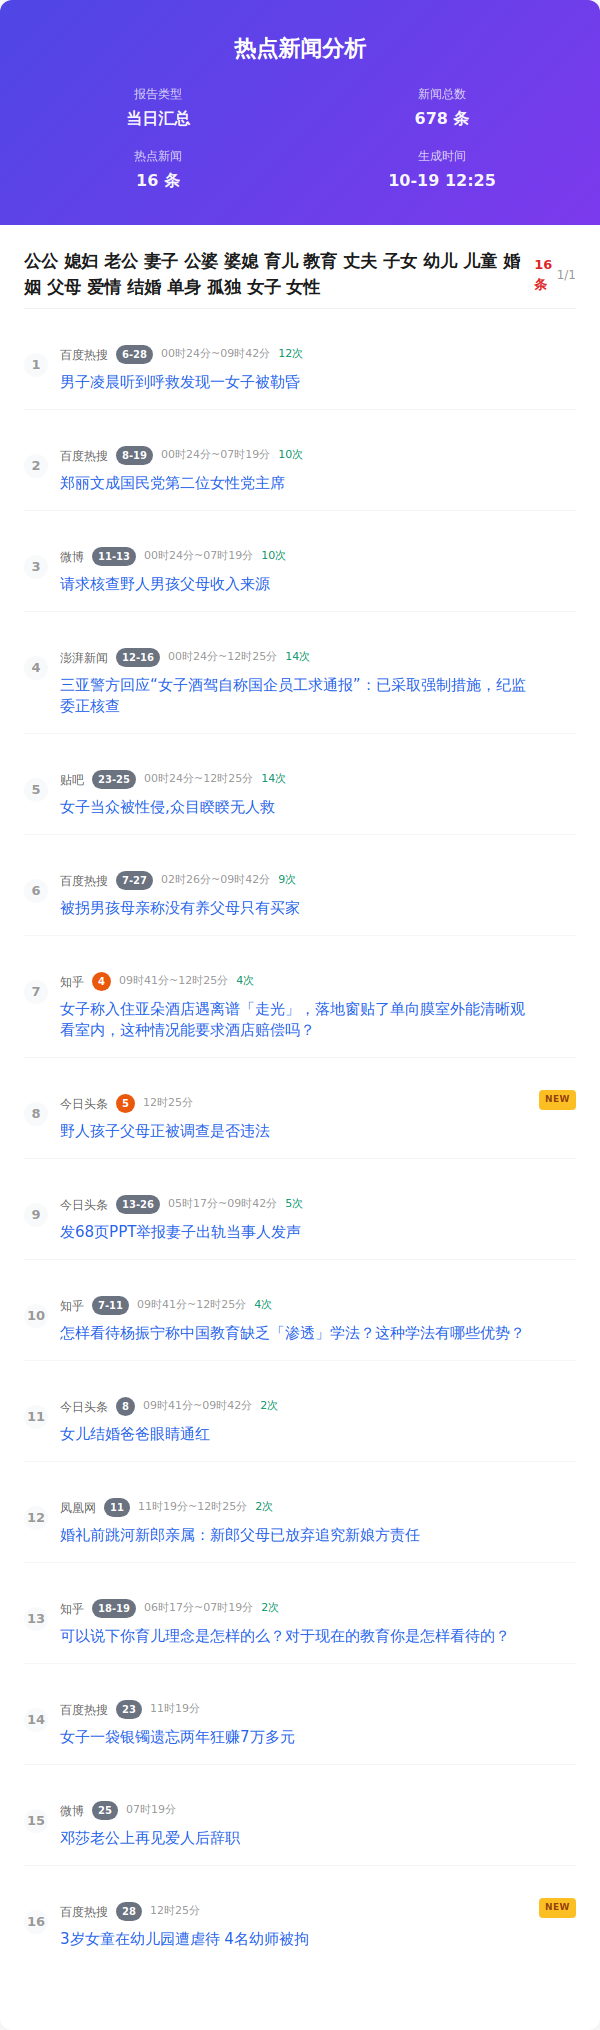 热点新闻分析
报告类型
当日汇总
新闻总数
678 条
热点新闻
16 条
生成时间
10-19 12:25
公公 媳妇 老公 妻子 公婆 婆媳 育儿 教育 丈夫 子女 幼儿 儿童 婚
姻 父母 爱情 结婚 单身 孤独 女子 女性
16
条
1/1
1
百度热搜 6-28 00时24分~09时42分 12次
男子凌晨听到呼救发现一女子被勒昏
2
百度热搜 8-19 00时24分~07时19分 10次
郑丽文成国民党第二位女性党主席
3
微博 11-13 00时24分~07时19分 10次
请求核查野人男孩父母收入来源
4
澎湃新闻 12-16 00时24分~12时25分 14次
三亚警方回应“女子酒驾自称国企员工求通报”：已采取强制措施，纪监
委正核查
5
贴吧 23-25 00时24分~12时25分 14次
女子当众被性侵,众目睽睽无人救
6
百度热搜 7-27 02时26分~09时42分 9次
被拐男孩母亲称没有养父母只有买家
7
知乎 4 09时41分~12时25分 4次
女子称入住亚朵酒店遇离谱「走光」，落地窗贴了单向膜室外能清晰观
看室内，这种情况能要求酒店赔偿吗？
8
今日头条 5 12时25分
NEW
野人孩子父母正被调查是否违法
9
今日头条 13-26 05时17分~09时42分 5次
发68页PPT举报妻子出轨当事人发声
10
知乎 7-11 09时41分~12时25分 4次
怎样看待杨振宁称中国教育缺乏「渗透」学法？这种学法有哪些优势？
11
今日头条 8 09时41分~09时42分 2次
女儿结婚爸爸眼睛通红
12
凤凰网 11 11时19分~12时25分 2次
婚礼前跳河新郎亲属：新郎父母已放弃追究新娘方责任
13
知乎 18-19 06时17分~07时19分 2次
可以说下你育儿理念是怎样的么？对于现在的教育你是怎样看待的？
14
百度热搜 23 11时19分
女子一袋银镯遗忘两年狂赚7万多元
15
微博 25 07时19分
邓莎老公上再见爱人后辞职
16
百度热搜 28 12时25分
NEW
3岁女童在幼儿园遭虐待 4名幼师被拘